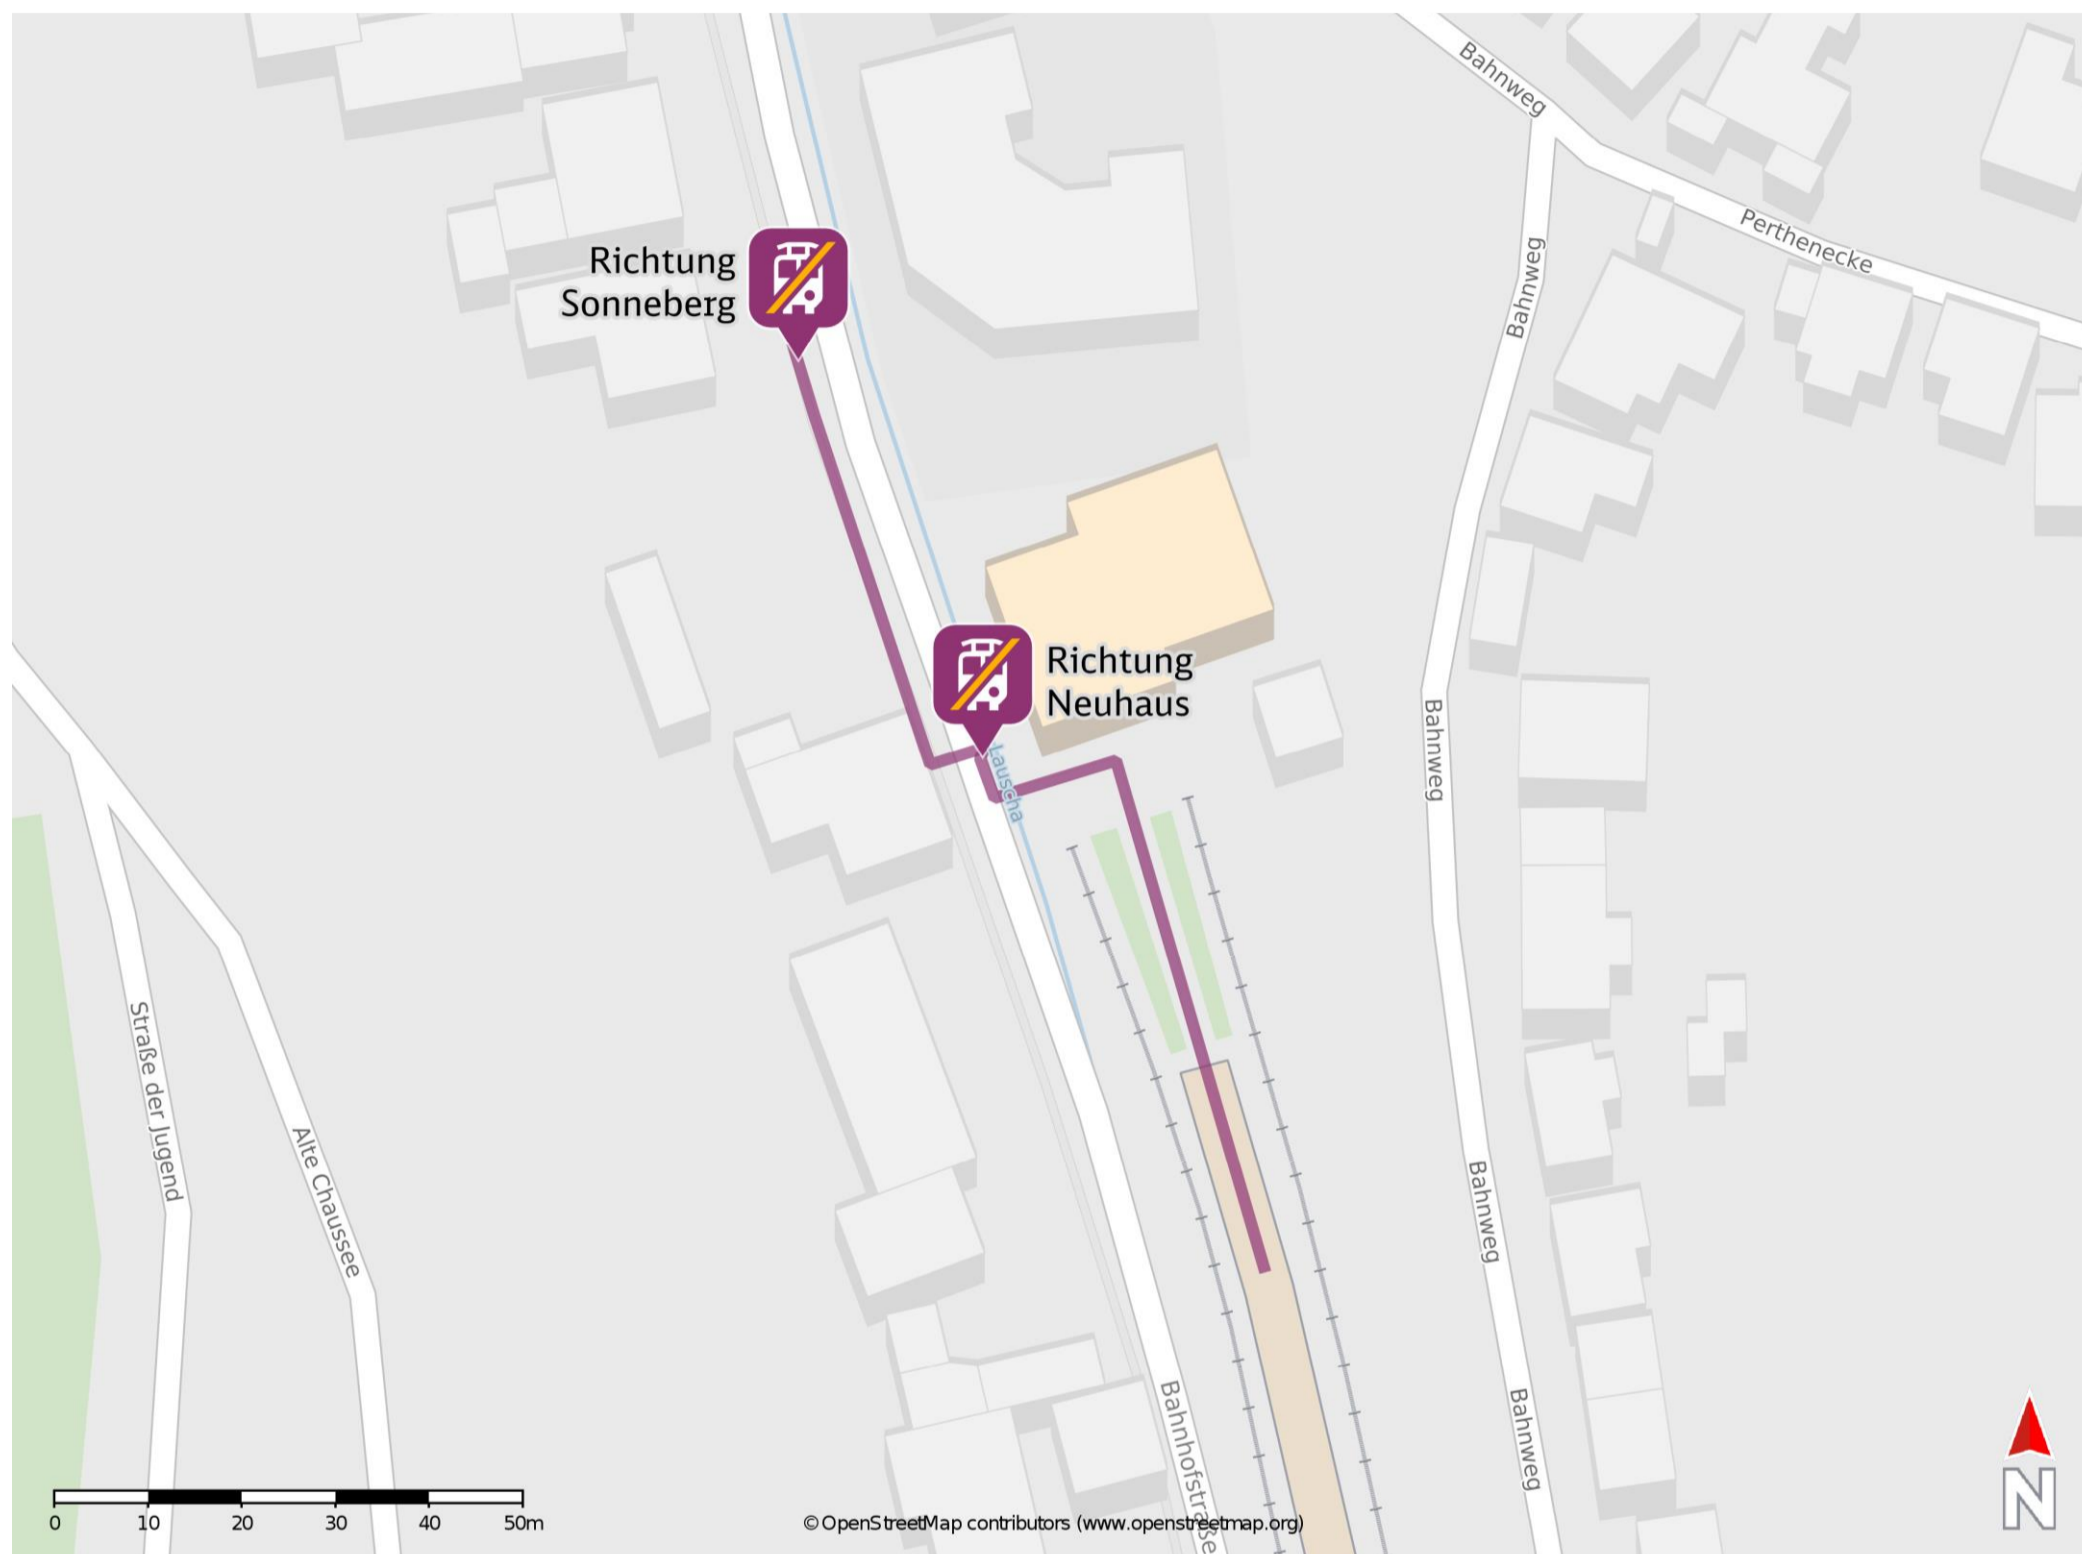 Bahnweg
Perthenecke
Richtung
Sonneberg
Bahnweg
Richtung
Neuhaus
Lauscha
Bahnweg
Straße der Jugend
Alte Chaussee
Bahnweg
Bahnhofstraße
Bahnweg
0 10 20 30 40 50m
©OpenStreetMap contributors (www.openstreetmap.org)
N